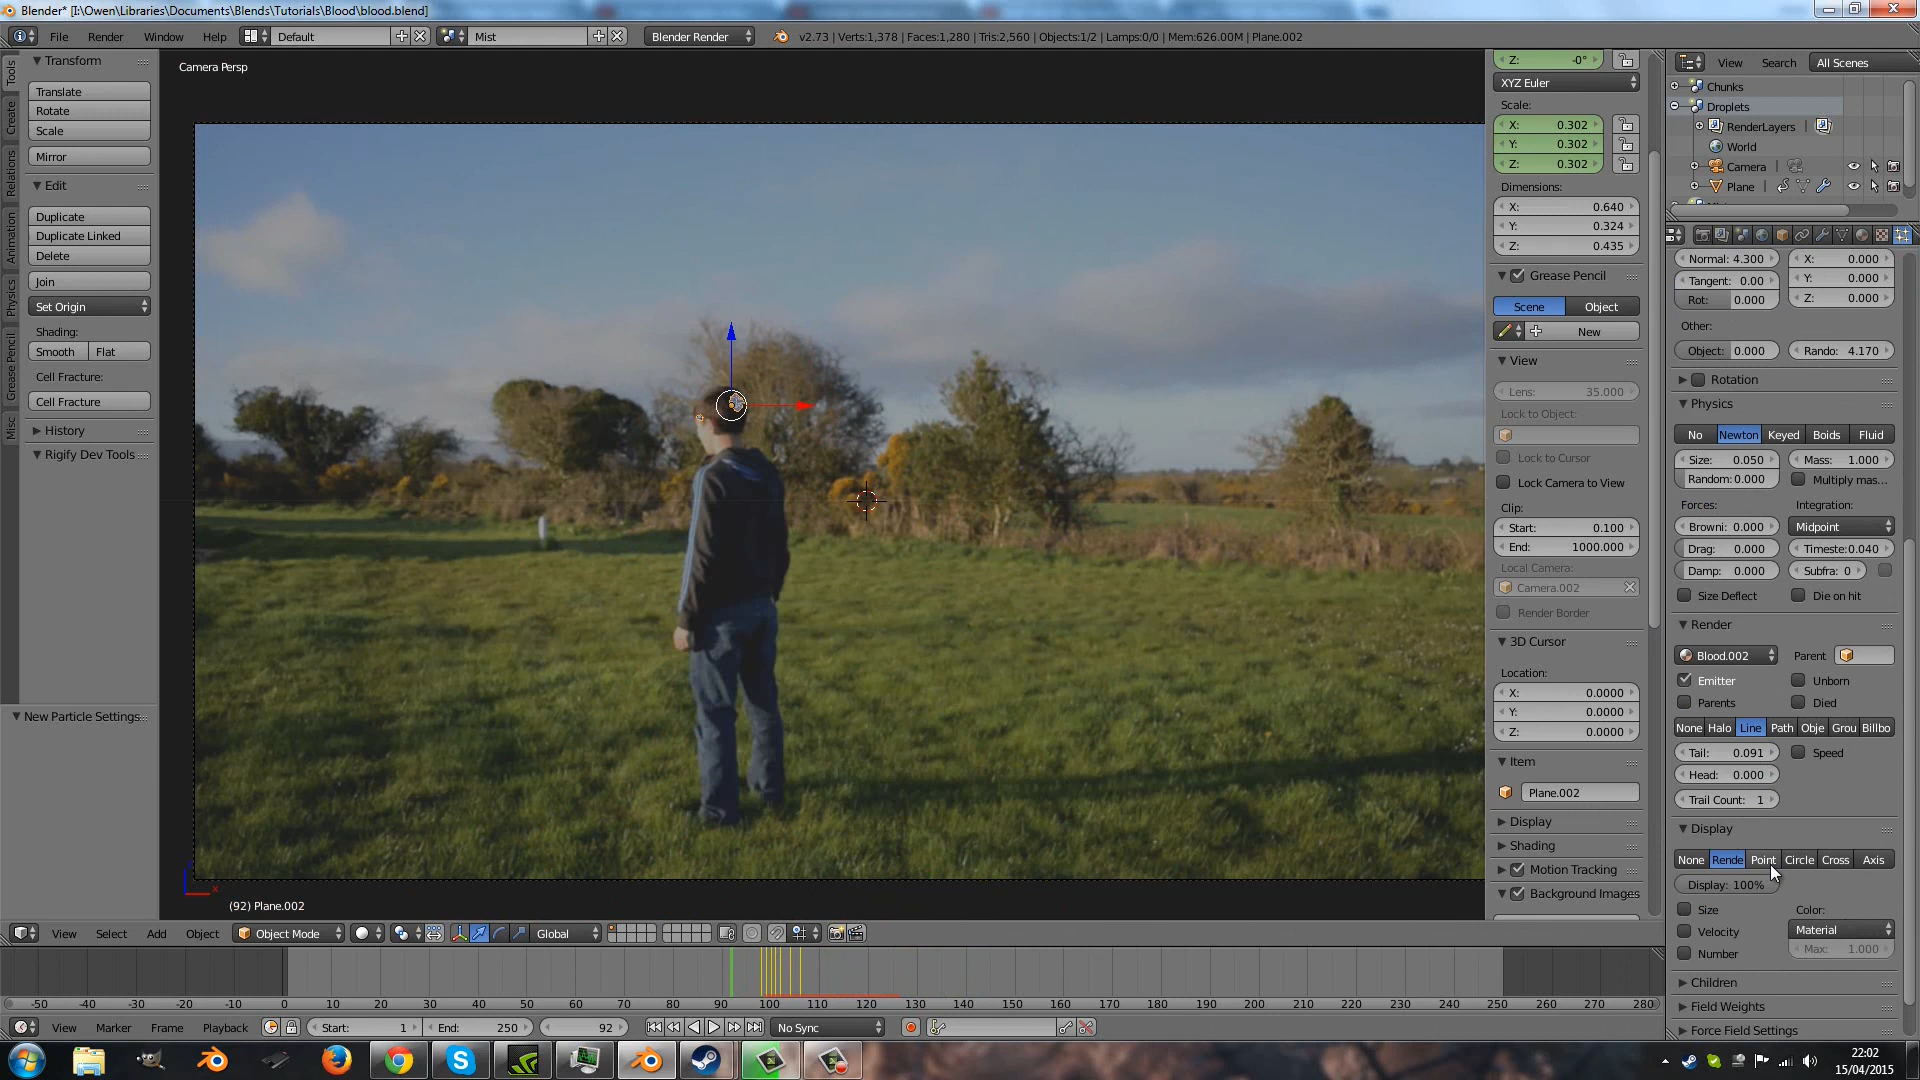 Blender* [I:\Owen\Libraries\Documents\Blends\Tutorials\Blood\blood.blend]
File Render Window Help Default Mist Blender Render v2.73 | Verts:1,378 | Faces:1,280 | Tris:2,560 | Objects:1/2 | Lamps:0/0 | Mem:626.00M | Plane.002
Tools
Create
Relations
Animation
Physics
Grease Pencil
Misc
Transform
Translate
Rotate
Scale
Mirror
Edit
Duplicate
Duplicate Linked
Delete
Join
Set Origin
Shading:
Smooth Flat
Cell Fracture:
Cell Fracture
History
Rigify Dev Tools
New Particle Settings
Camera Persp
(92) Plane.002
x
Z: -0°
XYZ Euler
Scale:
X: 0.302
Y: 0.302
Z: 0.302
Dimensions:
X: 0.640
Y: 0.324
Z: 0.435
Grease Pencil
Scene Object
New
View
Lens: 35.000
Lock to Object:
Lock to Cursor
Lock Camera to View
Clip:
Start: 0.100
End: 1000.000
Local Camera:
Camera.002
Render Border
3D Cursor
Location:
X: 0.0000
Y: 0.0000
Z: 0.0000
Item
Plane.002
Display
Shading
Motion Tracking
Background Images
View Search All Scenes
Chunks
Droplets
RenderLayers
World
Camera
Plane
Normal: 4.300 X: 0.000
Tangent: 0.00 Y: 0.000
Rot: 0.000 Z: 0.000
Other:
Object: 0.000 Rando: 4.170
Rotation
Physics
No Newton Keyed Boids Fluid
Size: 0.050 Mass: 1.000
Random: 0.000 Multiply mas...
Forces: Integration:
Browni: 0.000 Midpoint
Drag: 0.000 Timeste:0.040
Damp: 0.000 Subfra: 0
Size Deflect Die on hit
Render
Blood.002 Parent
Emitter Unborn
Parents Died
None Halo Line Path Obje Grou Billbo
Tail: 0.091 Speed
Head: 0.000
Trail Count: 1
Display
None Rende Point Circle Cross Axis
Display: 100%
Size Color:
Velocity Material
Number Max: 1.000
Children
Field Weights
Force Field Settings
View Select Add Object Object Mode Global
-50 -40 -30 -20 -10 0 10 20 30 40 50 60 70 80 90 100 110 120 130 140 150 160 170 180 190 200 210 220 230 240 250 260 270 280
View Marker Frame Playback Start: 1 End: 250 92 No Sync
22:02
15/04/2015